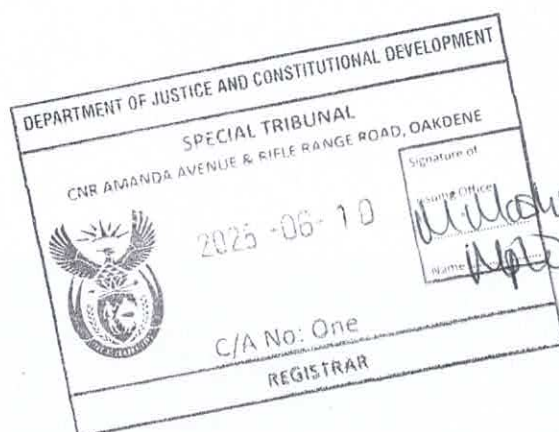 DEPARTMENT OF JUSTICE AND CONSTITUTIONAL DEVELOPMENT
SPECIAL TRIBUNAL
CNR AMANDA AVENUE & RIFLE RANGE ROAD, OAKDENE
Signature of
Issuing Office
2025-06-10
Name
C/A No: One
REGISTRAR